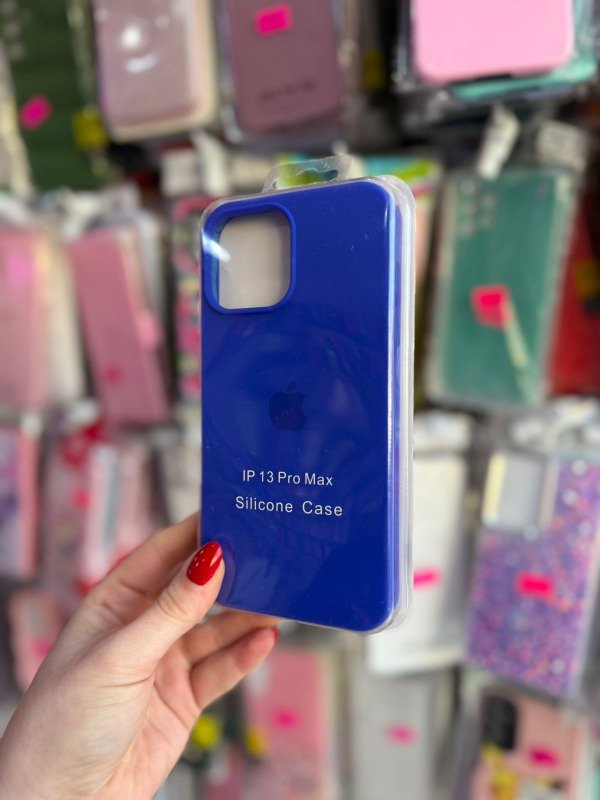 IP 13 Pro Max
Silicone Case